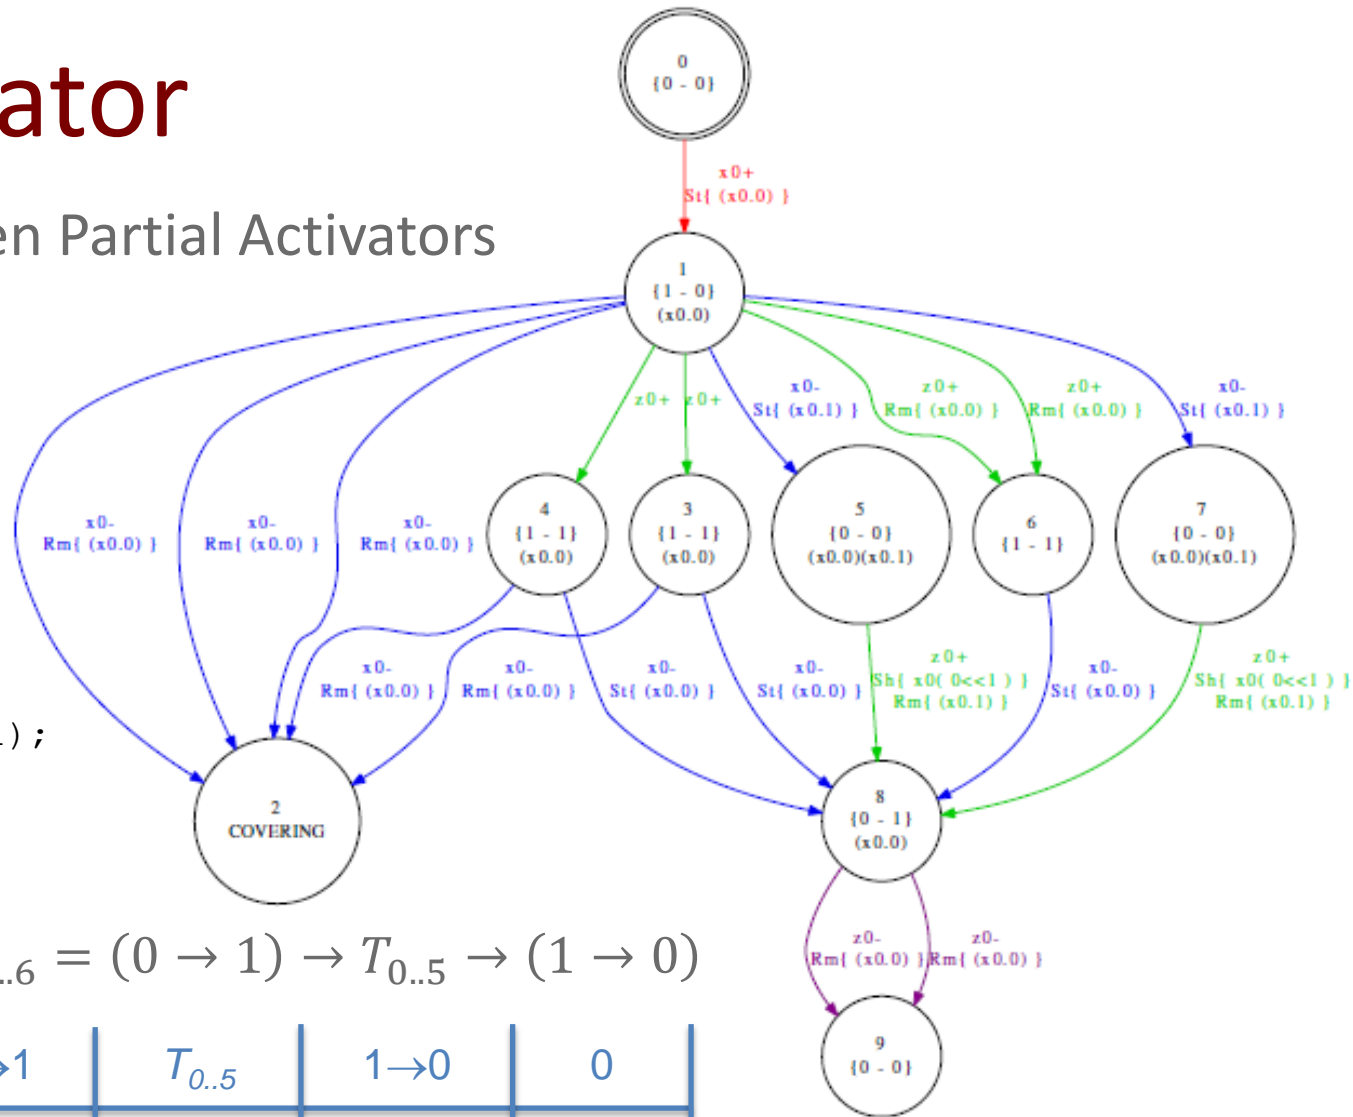 ator
en Partial Activators
0
{0 - 0}
x0+
St{ (x0.0) }
1
{1 - 0}
(x0.0)
z0+
z0+
x0-
St{ (x0.1) }
z0+
Rm{ (x0.0) }
z0+
Rm{ (x0.0) }
x0-
St{ (x0.1) }
x0-
Rm{ (x0.0) }
x0-
Rm{ (x0.0) }
x0-
Rm{ (x0.0) }
4
{1 - 1}
(x0.0)
3
{1 - 1}
(x0.0)
5
{0 - 0}
(x0.0)(x0.1)
6
{1 - 1}
7
{0 - 0}
(x0.0)(x0.1)
x0-
Rm{ (x0.0) }
x0-
Rm{ (x0.0) }
x0-
St{ (x0.0) }
x0-
St{ (x0.0) }
z0+
Sh{ x0( 0<<1 ) }
Rm{ (x0.1) }
x0-
St{ (x0.0) }
z0+
Sh{ x0( 0<<1 ) }
Rm{ (x0.1) }
);
2
COVERING
8
{0 - 1}
(x0.0)
..6 = (0 → 1) → T0..5 → (1 → 0)
z0-
Rm{ (x0.0) }
z0-
Rm{ (x0.0) }
9
{0 - 0}
→1 T0..5 1→0 0